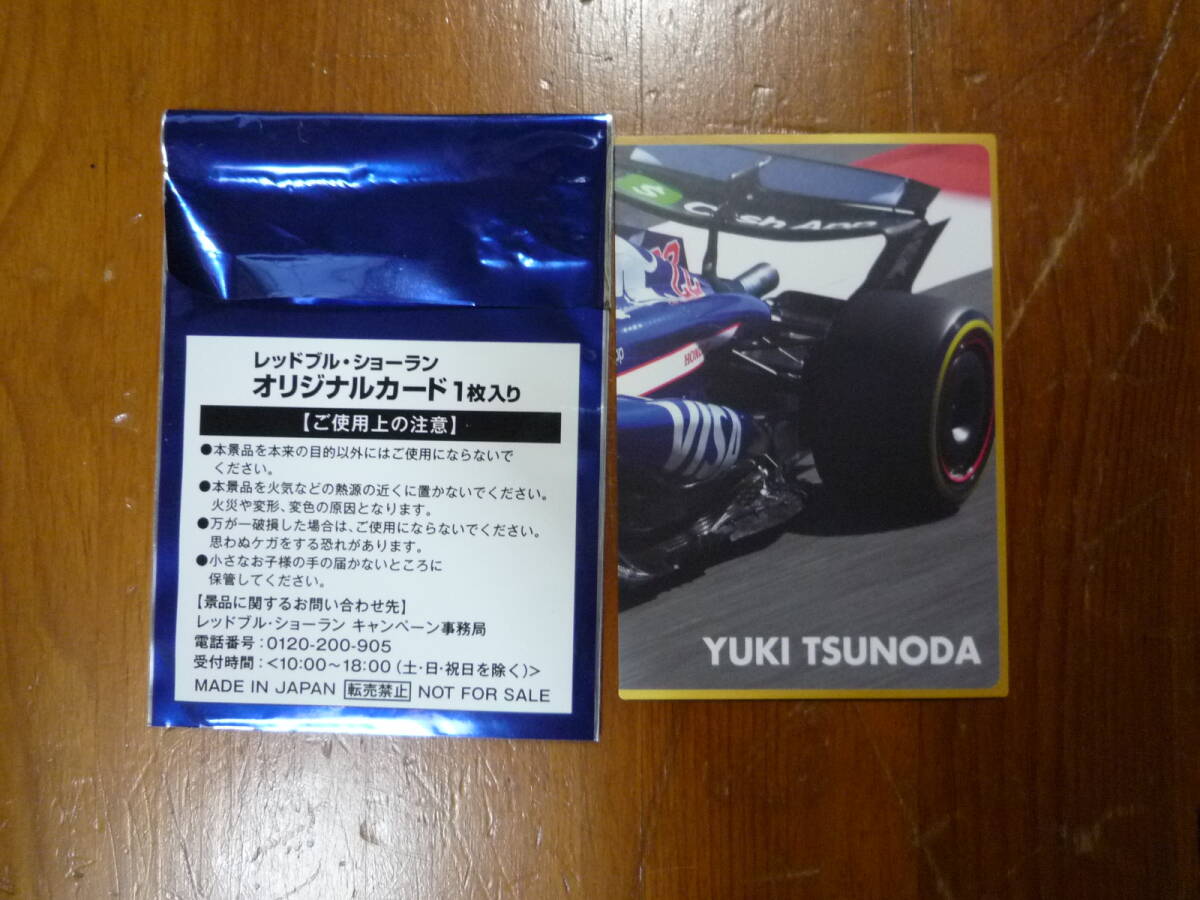 レッドブル・ショーラン
オリジナルカード1枚入り
【ご使用上の注意】
●本景品を本来の目的以外にはご使用にならないで
ください。
●本景品を火気などの熱源の近くに置かないでください。
火災や変形、変色の原因となります。
●万が一破損した場合は、ご使用にならないでください。
思わぬケガをする恐れがあります。
●小さなお子様の手の届かないところに
保管してください。
【景品に関するお問い合わせ先】
レッドブル・ショーラン キャンペーン事務局
電話番号:0120-200-905
受付時間:<10:00～18:00(土・日・祝日を除く)>
MADE IN JAPAN 転売禁止 NOT FOR SALE
S Cash App
22
VISA
YUKI TSUNODA